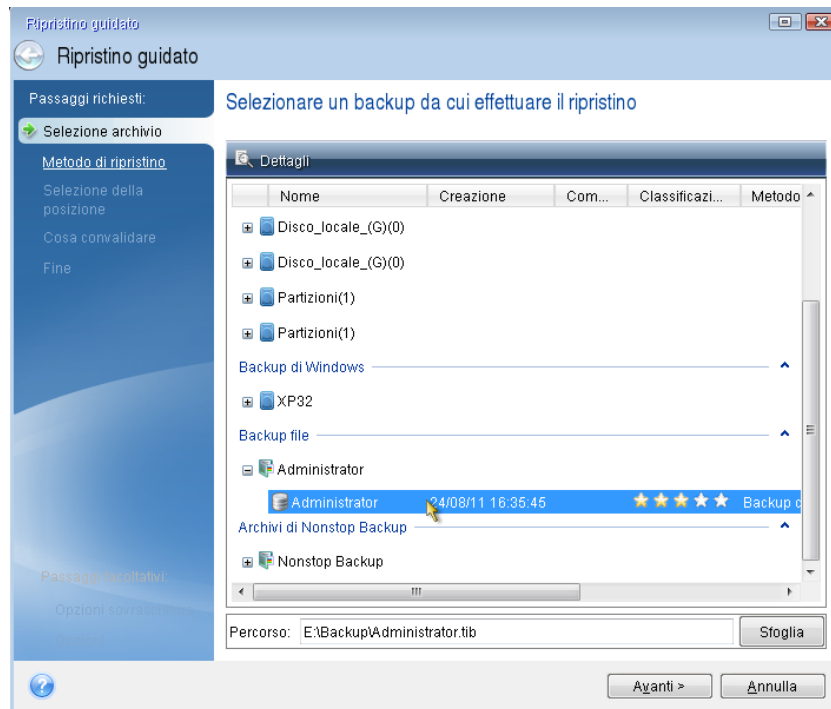 Ripristino guidato
Ripristino guidato
Passaggi richiesti:
Selezione archivio
Metodo di ripristino
Selezione della
posizione
Cosa convalidare
Fine
Passaggi facoltativi:
Opzioni
Selezionare un backup da cui effettuare il ripristino
Dettagli
Nome Creazione Com... Classificazi... Metodo
Disco_locale_(G)(0)
Disco_locale_(G)(0)
Partizioni(1)
Partizioni(1)
Backup di Windows
XP32
Backup file
Administrator
Administrator 24/08/11 16:35:45 Backup
Archivi di Nonstop Backup
Nonstop Backup
Percorso: E:\Backup\Administrator.tib Sfoglia
Avanti > Annulla